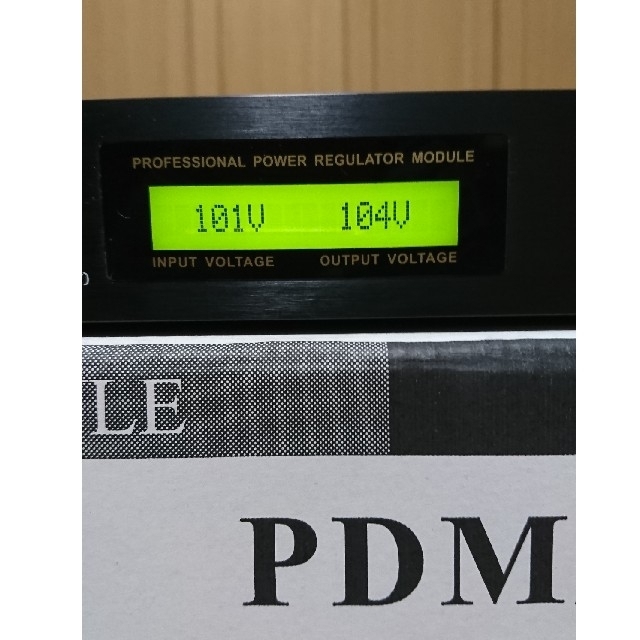 PROFESSIONAL POWER REGULATOR MODULE
101V 104V
INPUT VOLTAGE OUTPUT VOLTAGE
LE
PDM